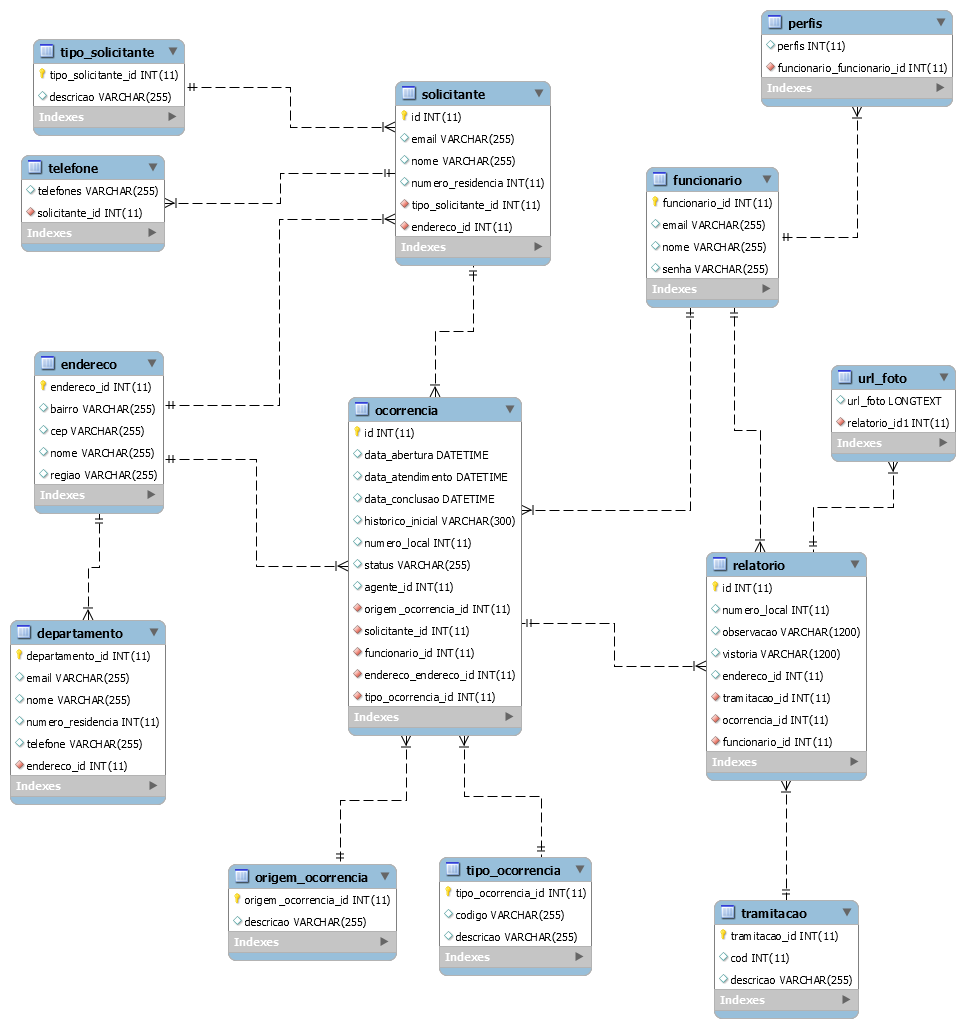 tipo_solicitante
tipo_solicitante_id INT(11)
descricao VARCHAR(255)
Indexes
telefone
telefones VARCHAR(255)
solicitante_id INT(11)
Indexes
solicitante
id INT(11)
email VARCHAR(255)
nome VARCHAR(255)
numero_residencia INT(11)
tipo_solicitante_id INT(11)
endereco_id INT(11)
Indexes
perfis
perfis INT(11)
funcionario_funcionario_id INT(11)
Indexes
funcionario
funcionario_id INT(11)
email VARCHAR(255)
nome VARCHAR(255)
senha VARCHAR(255)
Indexes
endereco
endereco_id INT(11)
bairro VARCHAR(255)
cep VARCHAR(255)
nome VARCHAR(255)
regiao VARCHAR(255)
Indexes
ocorrencia
id INT(11)
data_abertura DATETIME
data_atendimento DATETIME
data_conclusao DATETIME
historico_inicial VARCHAR(300)
numero_local INT(11)
status VARCHAR(255)
agente_id INT(11)
origem_ocorrencia_id INT(11)
solicitante_id INT(11)
funcionario_id INT(11)
endereco_endereco_id INT(11)
tipo_ocorrencia_id INT(11)
Indexes
url_foto
url_foto LONGTEXT
relatorio_id1 INT(11)
Indexes
relatorio
id INT(11)
numero_local INT(11)
observacao VARCHAR(1200)
vistoria VARCHAR(1200)
endereco_id INT(11)
tramitacao_id INT(11)
ocorrencia_id INT(11)
funcionario_id INT(11)
Indexes
departamento
departamento_id INT(11)
email VARCHAR(255)
nome VARCHAR(255)
numero_residencia INT(11)
telefone VARCHAR(255)
endereco_id INT(11)
Indexes
origem_ocorrencia
origem_ocorrencia_id INT(11)
descricao VARCHAR(255)
Indexes
tipo_ocorrencia
tipo_ocorrencia_id INT(11)
codigo VARCHAR(255)
descricao VARCHAR(255)
Indexes
tramitacao
tramitacao_id INT(11)
cod INT(11)
descricao VARCHAR(255)
Indexes